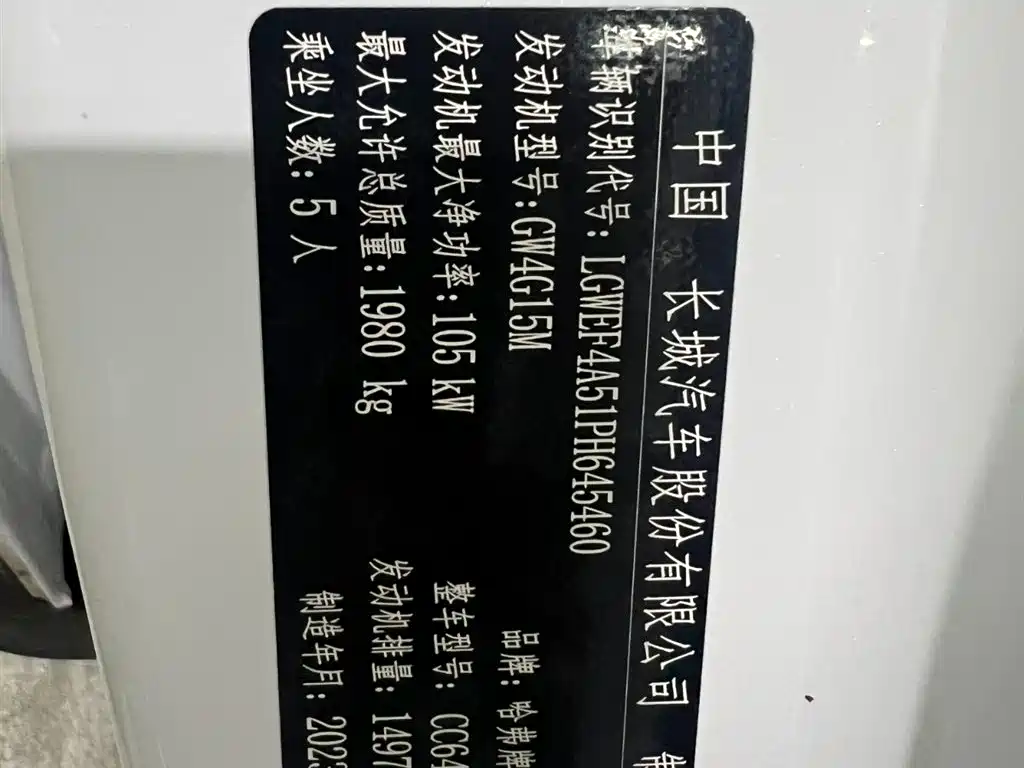 中国 长城汽车股份有限公司 制
车辆识别代号: LGWEF4A51PH645460
发动机型号:GW4G15M 品牌: 哈弗牌
发动机最大净功率:105 kW 整车型号: CC64
最大允许总质量:1980 kg 发动机排量: 1497
乘坐人数: 5 人 制造年月: 2023